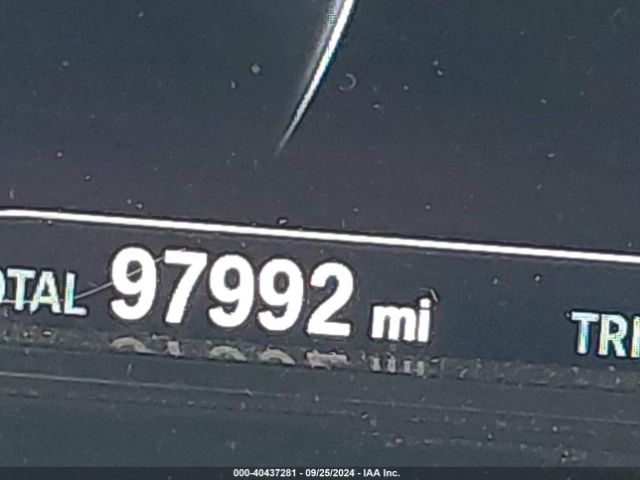 OTAL 97992 mi TRI
000-40437281 - 09/25/2024 - IAA Inc.